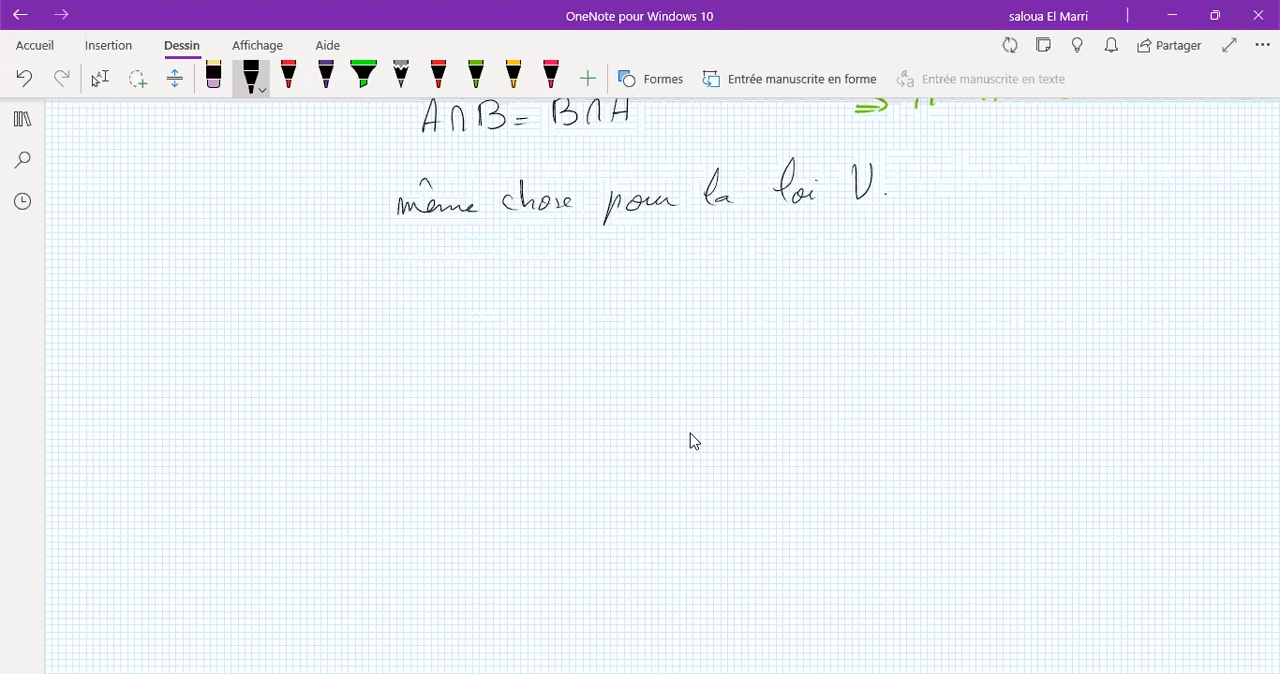 OneNote pour Windows 10
saloua El Marri
Accueil Insertion Dessin Affichage Aide
Partager
Formes Entrée manuscrite en forme Entrée manuscrite en texte
A∩B = B∩A
⇒
même chose pour la loi U.